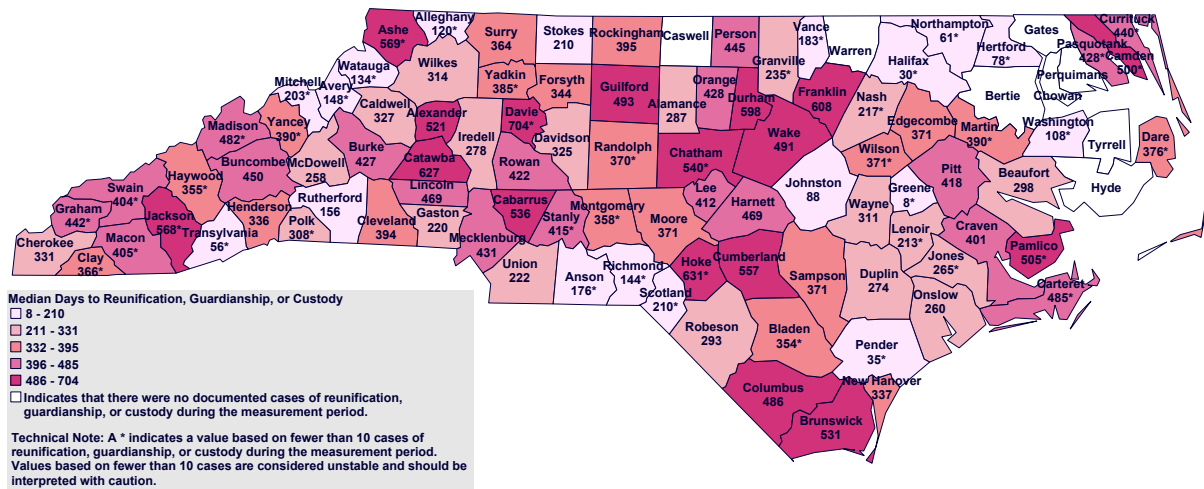 Alleghany
120*
Ashe
569*
Surry
364
Stokes
210
Rockingham
395
Caswell
Person
445
Vance
183*
Warren
Northampton
61*
Gates
Currituck
440*
Pasquotank
428*
Camden
500*
Hertford
78*
Halifax
30*
Granville
235*
Perquimans
Chowan
Bertie
Wilkes
314
Watauga
134*
Mitchell
203*
Avery
148*
Yadkin
385*
Forsyth
344
Guilford
493
Alamance
287
Orange
428
Durham
598
Franklin
608
Nash
217*
Edgecombe
371
Martin
390*
Washington
108*
Tyrrell
Dare
376*
Caldwell
327
Alexander
521
Davie
704*
Iredell
278
Davidson
325
Yancey
390*
Madison
482*
Burke
427
McDowell
258
Catawba
627
Rowan
422
Randolph
370*
Chatham
540*
Wake
491
Wilson
371*
Pitt
418
Beaufort
298
Hyde
Buncombe
450
Haywood
355*
Swain
404*
Graham
442*
Lincoln
469
Rutherford
156
Cabarrus
536
Stanly
415*
Montgomery
358*
Moore
371
Lee
412
Harnett
469
Johnston
88
Greene
8*
Wayne
311
Lenoir
213*
Craven
401
Pamlico
505*
Jackson
568*
Henderson
336
Polk
308*
Cleveland
394
Gaston
220
Mecklenburg
431
Transylvania
56*
Macon
405*
Cherokee
331
Clay
366*
Union
222
Anson
176*
Richmond
144*
Scotland
210*
Hoke
631*
Cumberland
557
Sampson
371
Duplin
274
Jones
265*
Onslow
260
Carteret
485*
Robeson
293
Bladen
354*
Pender
35*
New Hanover
337
Columbus
486
Brunswick
531
Median Days to Reunification, Guardianship, or Custody
8 - 210
211 - 331
332 - 395
396 - 485
486 - 704
Indicates that there were no documented cases of reunification,
guardianship, or custody during the measurement period.
Technical Note: A * indicates a value based on fewer than 10 cases of
reunification, guardianship, or custody during the measurement period.
Values based on fewer than 10 cases are considered unstable and should be
interpreted with caution.